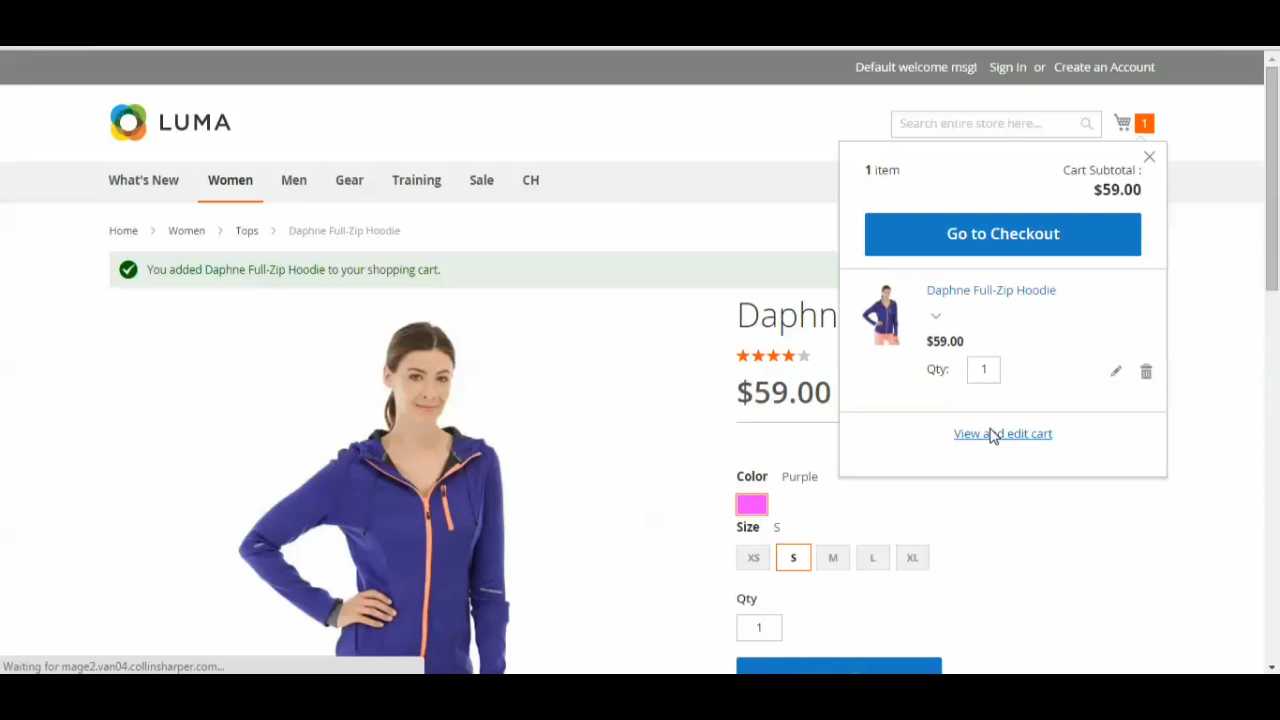 Default welcome msg! Sign In or Create an Account
LUMA
Search entire store here...
1
What's New Women Men Gear Training Sale CH
1 item
Cart Subtotal :
$59.00
Go to Checkout
Daphne Full-Zip Hoodie
$59.00
Qty: 1
View and edit cart
Home Women Tops Daphne Full-Zip Hoodie
You added Daphne Full-Zip Hoodie to your shopping cart.
Daphn
$59.00
Color Purple
Size S
XS S M L XL
Qty
1
Waiting for mage2.van04.collinsharper.com...